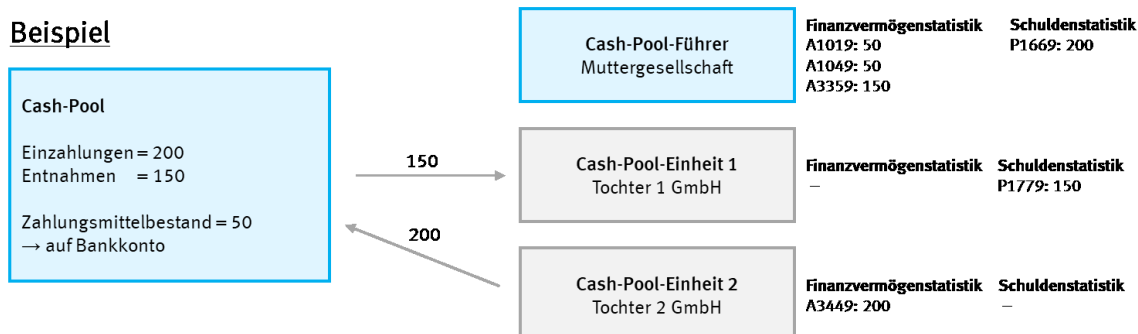 Beispiel
Cash-Pool
Einzahlungen = 200
Entnahmen = 150
Zahlungsmittelbestand = 50
→ auf Bankkonto
150
200
Cash-Pool-Führer
Muttergesellschaft
Finanzvermögenstatistik Schuldenstatistik
A1019: 50 P1669: 200
A1049: 50
A3359: 150
Cash-Pool-Einheit 1
Tochter 1 GmbH
Finanzvermögenstatistik Schuldenstatistik
– P1779: 150
Cash-Pool-Einheit 2
Tochter 2 GmbH
Finanzvermögenstatistik Schuldenstatistik
A3449: 200 –